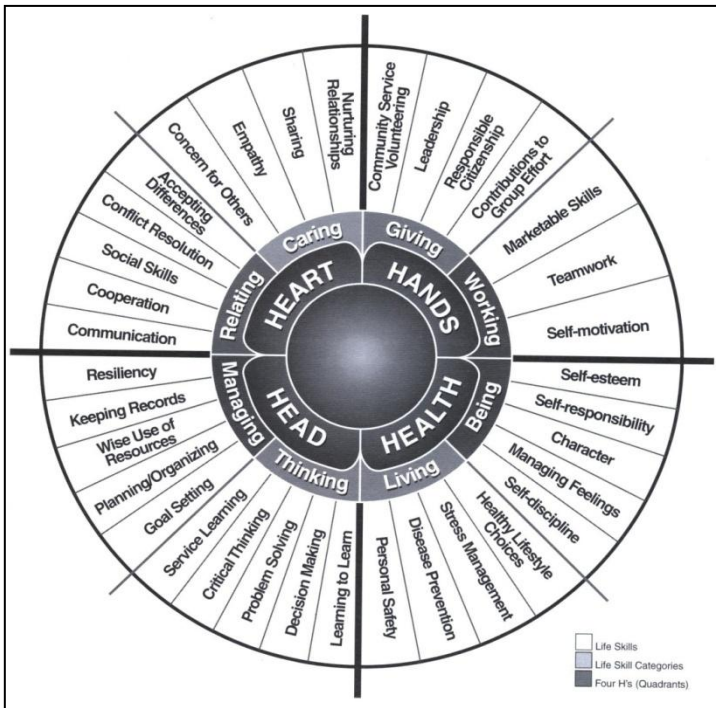 Nurturing
Relationships
Sharing
Empathy
Concern for Others
Accepting
Differences
Conflict Resolution
Social Skills
Cooperation
Communication
Community Service
Volunteering
Leadership
Responsible
Citizenship
Contributions to
Group Effort
Marketable Skills
Teamwork
Self-motivation
Caring
Giving
Relating
HEART
HANDS
Working
Managing
HEAD
HEALTH
Being
Thinking
Living
Resiliency
Keeping Records
Wise Use of
Resources
Planning/Organizing
Goal Setting
Service Learning
Critical Thinking
Problem Solving
Decision Making
Learning to Learn
Self-esteem
Self-responsibility
Character
Managing Feelings
Self-discipline
Healthy Lifestyle
Choices
Stress Management
Disease Prevention
Personal Safety
Life Skills
Life Skill Categories
Four H's (Quadrants)